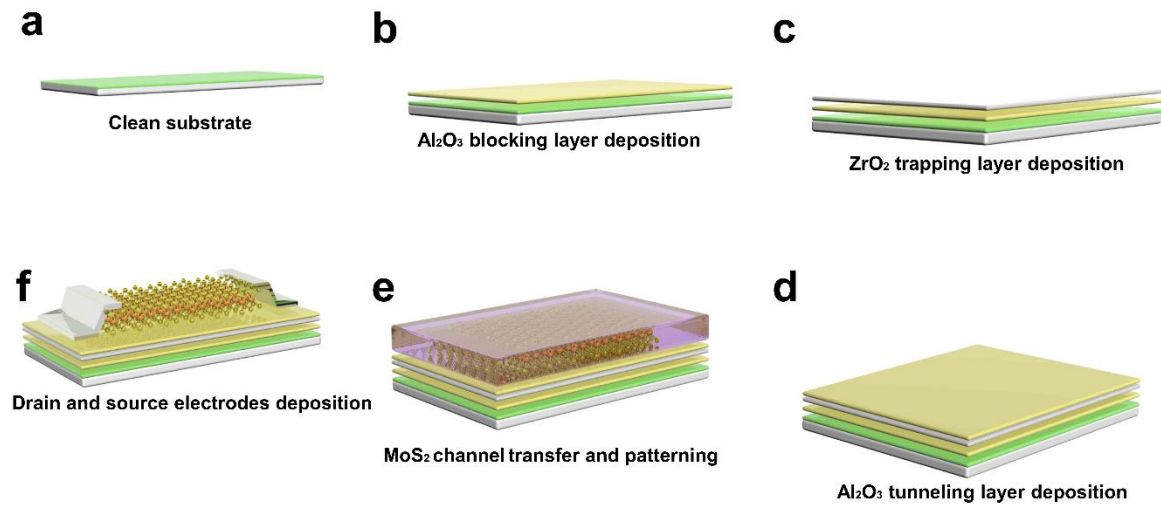 a
Clean substrate
b
Al₂O₃ blocking layer deposition
c
ZrO₂ trapping layer deposition
f
Drain and source electrodes deposition
e
MoS₂ channel transfer and patterning
d
Al₂O₃ tunneling layer deposition